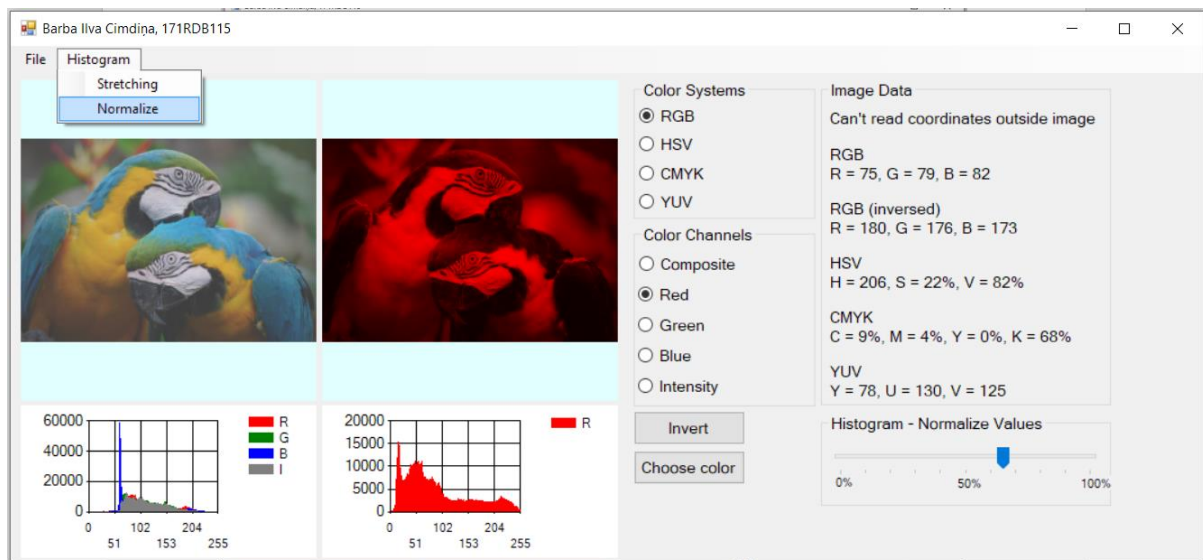 Barba Ilva Cimdiņa, 171RDB115
File Histogram
Stretching
Normalize
Color Systems
RGB
HSV
CMYK
YUV
Color Channels
Composite
Red
Green
Blue
Intensity
Invert
Choose color
Image Data
Can't read coordinates outside image
RGB
R = 75, G = 79, B = 82
RGB (inversed)
R = 180, G = 176, B = 173
HSV
H = 206, S = 22%, V = 82%
CMYK
C = 9%, M = 4%, Y = 0%, K = 68%
YUV
Y = 78, U = 130, V = 125
Histogram - Normalize Values
0% 50% 100%
60000
40000
20000
0
0 102 204
51 153 255
R
G
B
I
20000
15000
10000
5000
0
0 102 204
51 153 255
R